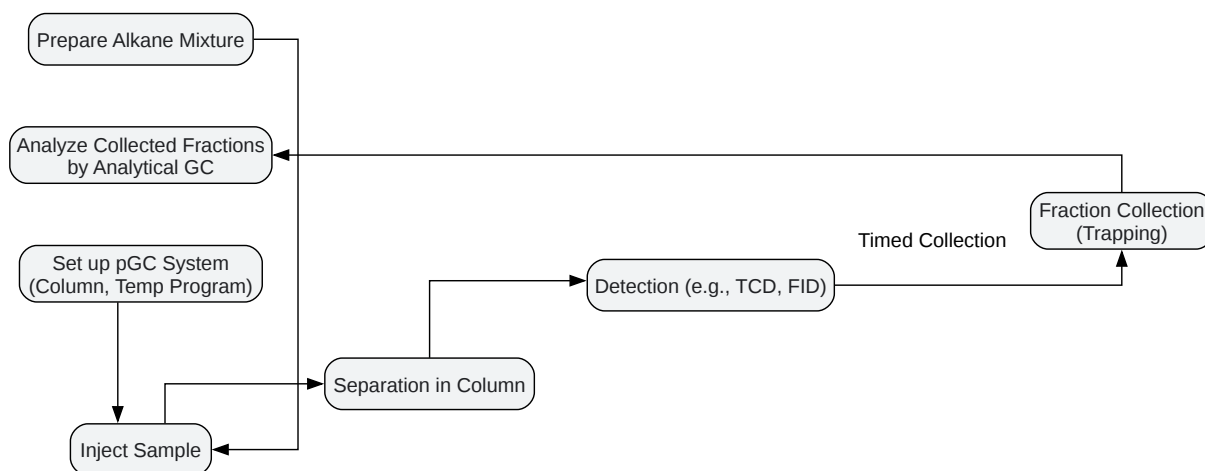 Prepare Alkane Mixture
Analyze Collected Fractions
by Analytical GC
Fraction Collection
(Trapping)
Timed Collection
Set up pGC System
(Column, Temp Program)
Detection (e.g., TCD, FID)
Separation in Column
Inject Sample